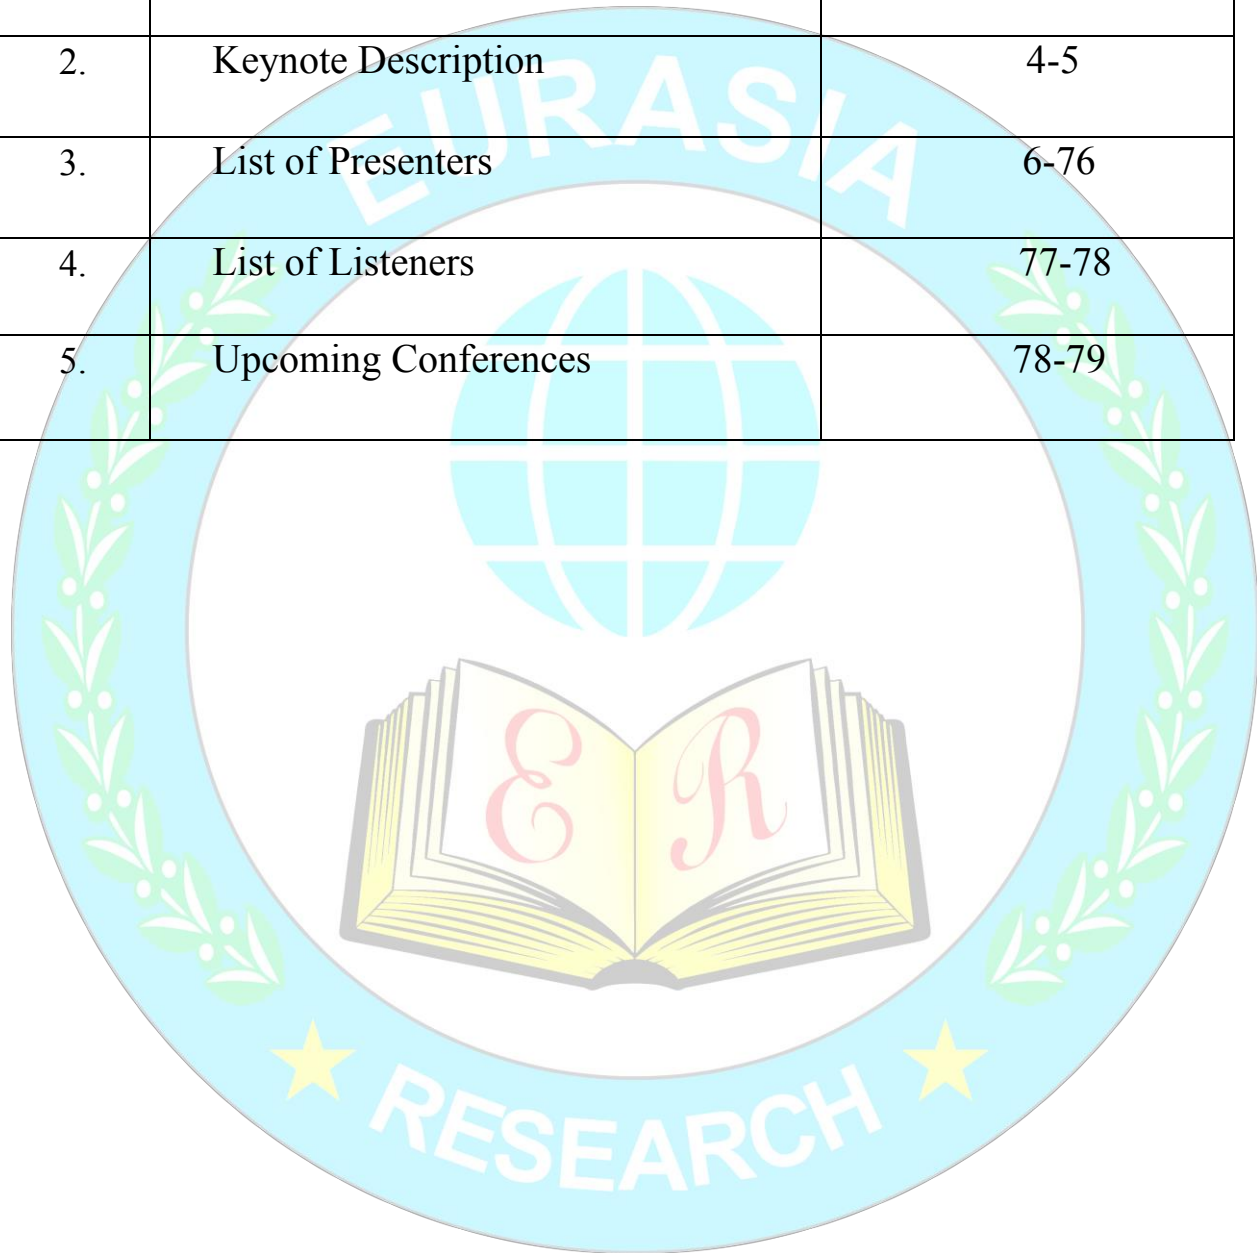 2. Keynote Description 4-5
3. List of Presenters 6-76
4. List of Listeners 77-78
5. Upcoming Conferences 78-79
EURASIA
E R
RESEARCH